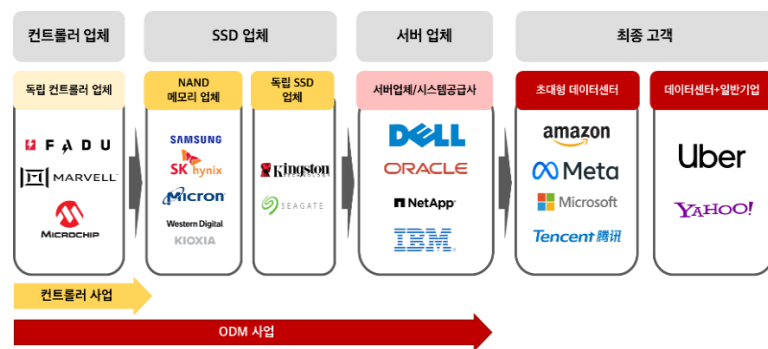 컨트롤러 업체
SSD 업체
서버 업체
최종 고객
독립 컨트롤러 업체
NAND
메모리 업체
독립 SSD
업체
서버업체/시스템공급사
초대형 데이터센터
데이터센터+일반기업
FADU
MARVELL
MICROCHIP
SAMSUNG
SK hynix
Micron
Western Digital
KIOXIA
Kingston
TECHNOLOGY
SEAGATE
DELL
ORACLE
NetApp
IBM
amazon
Meta
Microsoft
Tencent 腾讯
Uber
YAHOO!
컨트롤러 사업
ODM 사업